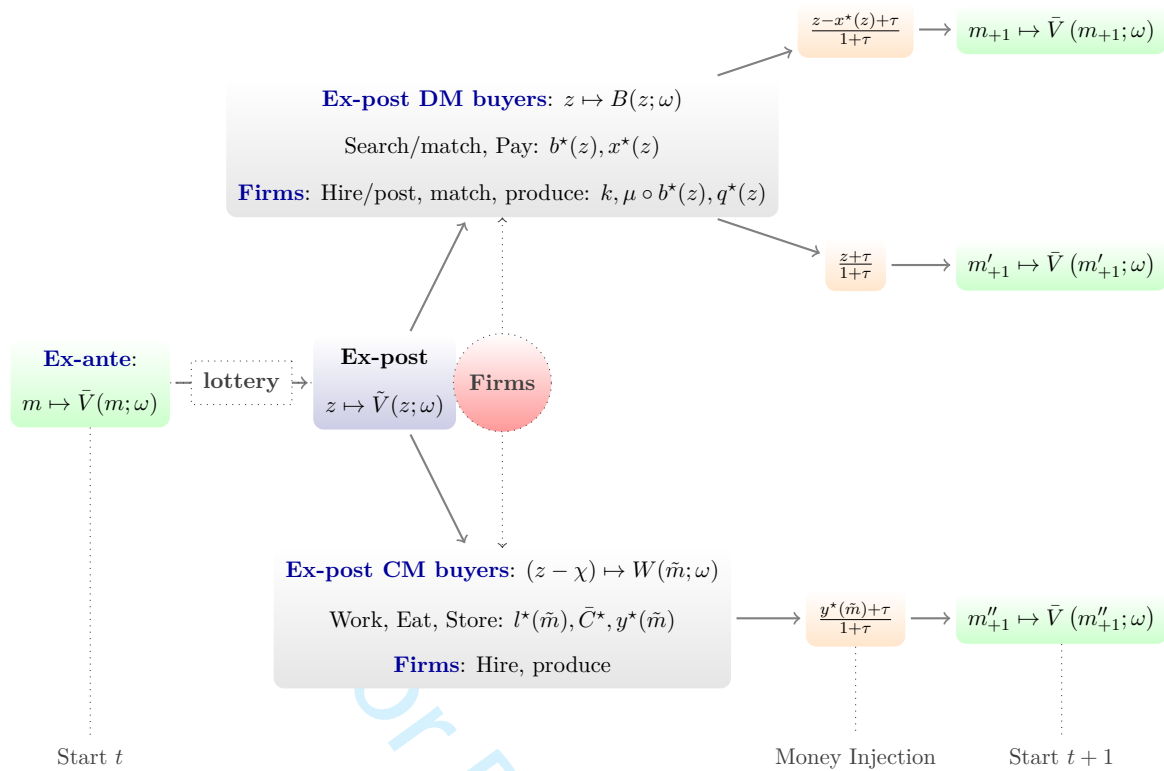 z−x⋆(z)+τ / 1+τ
m₊₁ ↦ V̄ (m₊₁; ω)
Ex-post DM buyers: z ↦ B(z; ω)
Search/match, Pay: b⋆(z), x⋆(z)
Firms: Hire/post, match, produce: k, μ ∘ b⋆(z), q⋆(z)
z+τ / 1+τ
m′₊₁ ↦ V̄ (m′₊₁; ω)
Ex-ante:
m ↦ V̄(m; ω)
lottery
Ex-post
z ↦ Ṽ(z; ω)
Firms
Ex-post CM buyers: (z − χ) ↦ W(m̃; ω)
Work, Eat, Store: l⋆(m̃), C̄⋆, y⋆(m̃)
Firms: Hire, produce
y⋆(m̃)+τ / 1+τ
m″₊₁ ↦ V̄ (m″₊₁; ω)
Start t
Money Injection
Start t + 1